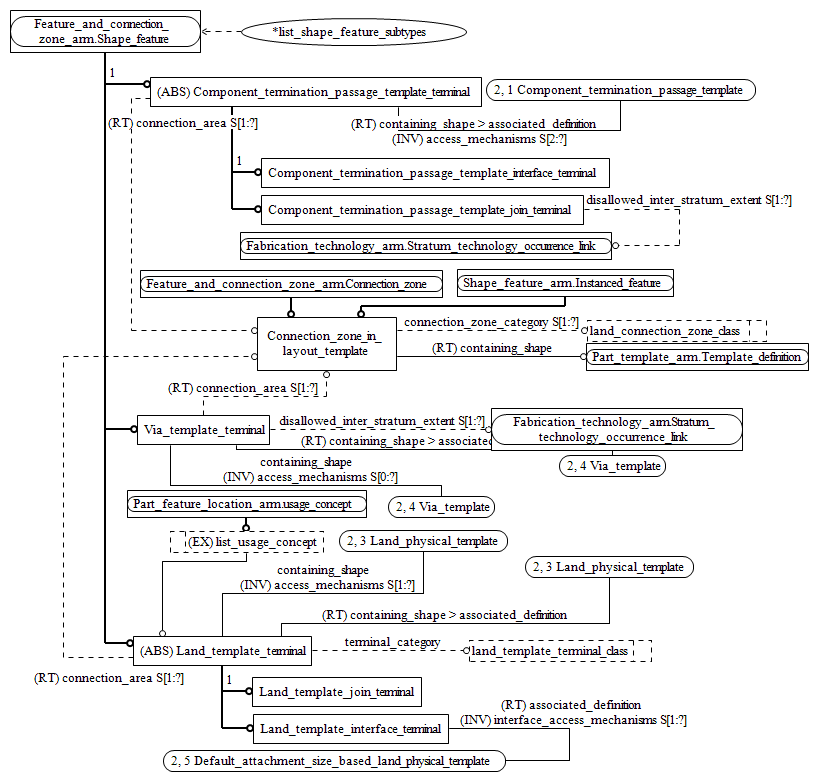 Feature_and_connection_
zone_arm.Shape_feature
*list_shape_feature_subtypes
1
(ABS) Component_termination_passage_template_terminal
2, 1 Component_termination_passage_template
(RT) connection_area S[1:?]
(RT) containing_shape > associated_definition
(INV) access_mechanisms S[2:?]
1
Component_termination_passage_template_interface_terminal
Component_termination_passage_template_join_terminal
disallowed_inter_stratum_extent S[1:?]
Fabrication_technology_arm.Stratum_technology_occurrence_link
Feature_and_connection_zone_arm.Connection_zone
Shape_feature_arm.Instanced_feature
Connection_zone_in_
layout_template
connection_zone_category S[1:?]
land_connection_zone_class
(RT) containing_shape
Part_template_arm.Template_definition
(RT) connection_area S[1:?]
Via_template_terminal
disallowed_inter_stratum_extent S[1:?]
Fabrication_technology_arm.Stratum_
technology_occurrence_link
(RT) containing_shape > associated
2, 4 Via_template
containing_shape
(INV) access_mechanisms S[0:?]
2, 4 Via_template
Part_feature_location_arm.usage_concept
(EX) list_usage_concept
2, 3 Land_physical_template
2, 3 Land_physical_template
containing_shape
(INV) access_mechanisms S[1:?]
(RT) containing_shape > associated_definition
(ABS) Land_template_terminal
terminal_category
land_template_terminal_class
(RT) connection_area S[1:?]
1
Land_template_join_terminal
Land_template_interface_terminal
(RT) associated_definition
(INV) interface_access_mechanisms S[1:?]
2, 5 Default_attachment_size_based_land_physical_template